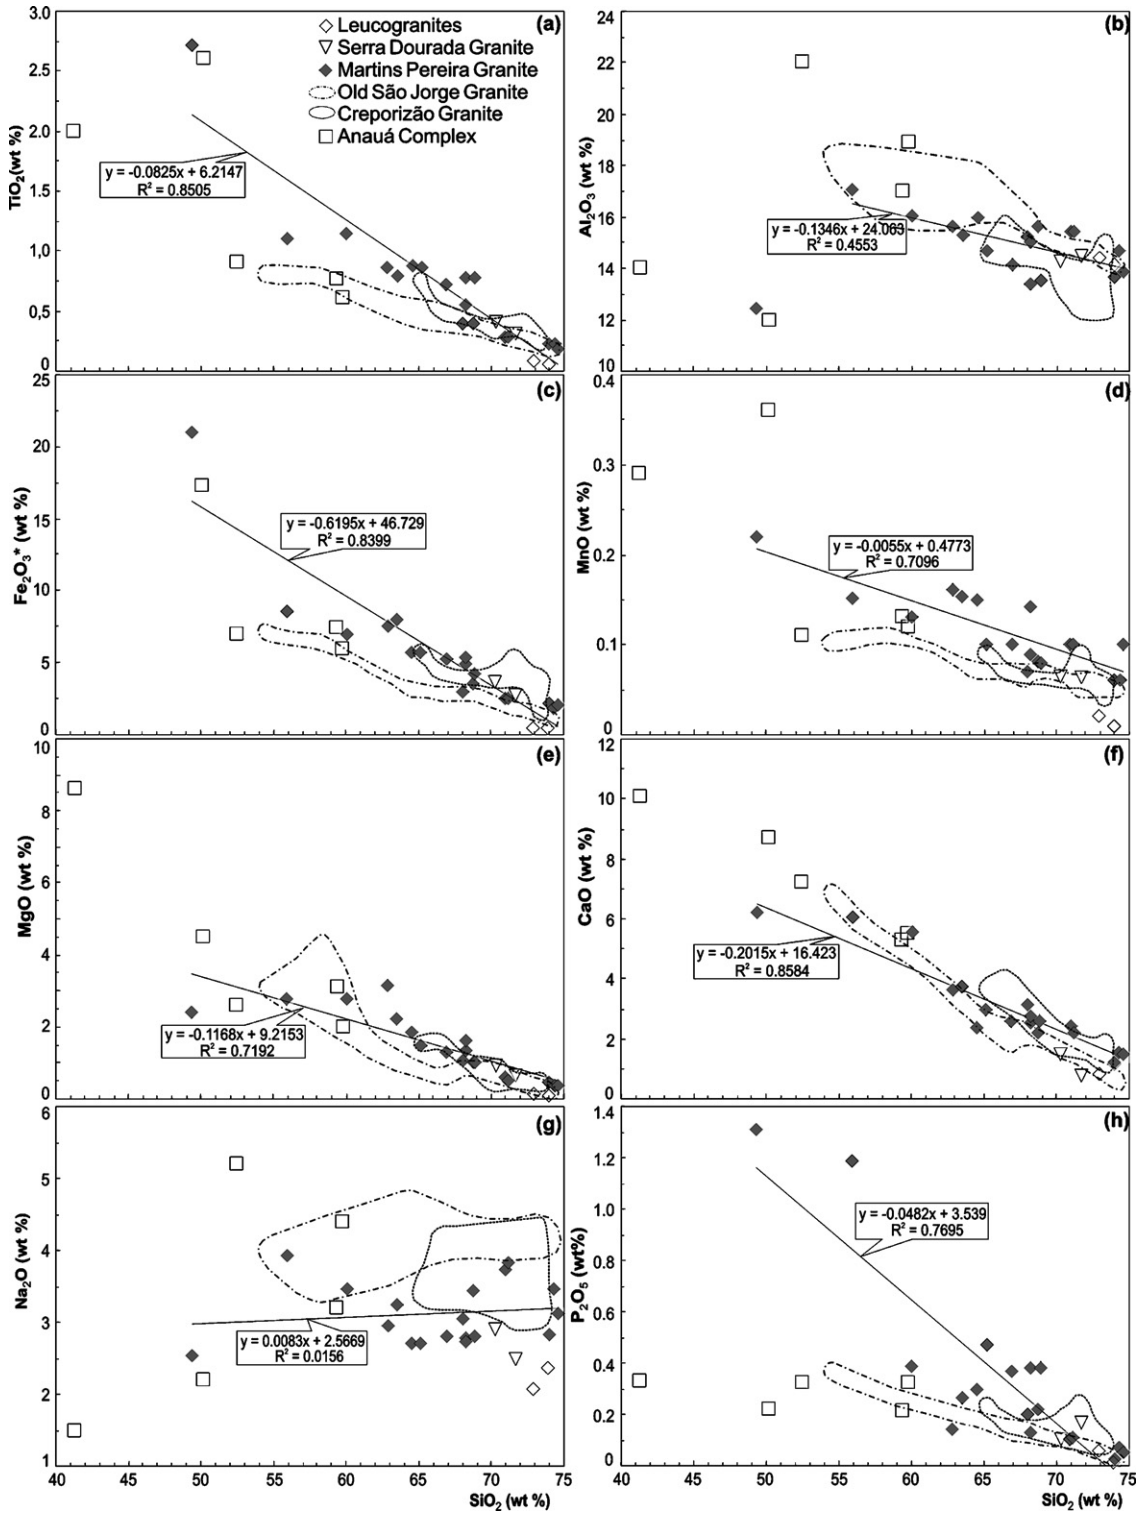 (a)
Leucogranites
Serra Dourada Granite
Martins Pereira Granite
Old São Jorge Granite
Creporizão Granite
Anauá Complex
y = -0.0825x + 6.2147
R² = 0.8505
TiO₂(wt %)
3.0
2.5
2.0
1.5
1,0
0,5
0
(b)
y = -0.1346x + 24.063
R² = 0.4553
Al₂O₃ (wt %)
24
22
20
18
16
14
12
10
(c)
y = -0.6195x + 46.729
R² = 0.8399
Fe₂O₃* (wt %)
25
20
15
10
5
0
(d)
y = -0.0055x + 0.4773
R² = 0.7096
MnO (wt %)
0.4
0.3
0.2
0.1
0
(e)
y = -0.1168x + 9.2153
R² = 0.7192
MgO (wt %)
10
8
6
4
2
0
(f)
y = -0.2015x + 16.423
R² = 0.8584
CaO (wt %)
12
10
8
6
4
2
0
(g)
y = 0.0083x + 2.5669
R² = 0.0156
Na₂O (wt %)
6
5
4
3
2
1
40 45 50 55 60 65 70 75
SiO₂ (wt %)
(h)
y = -0.0482x + 3.539
R² = 0.7695
P₂O₅ (wt%)
1.4
1.2
1.0
0.8
0.6
0.4
0.2
0
40 45 50 55 60 65 70 75
SiO₂ (wt %)